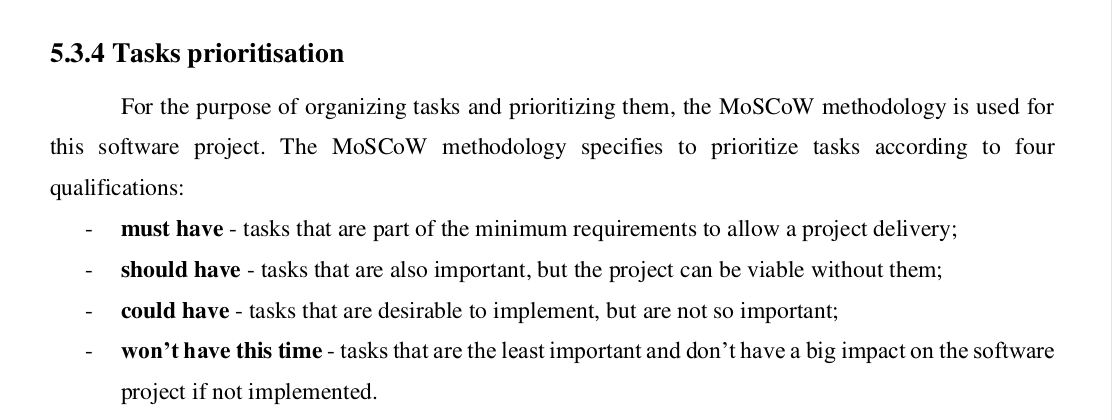 5.3.4 Tasks prioritisation
For the purpose of organizing tasks and prioritizing them, the MoSCoW methodology is used for
this software project. The MoSCoW methodology specifies to prioritize tasks according to four
qualifications:
- must have - tasks that are part of the minimum requirements to allow a project delivery;
- should have - tasks that are also important, but the project can be viable without them;
- could have - tasks that are desirable to implement, but are not so important;
- won’t have this time - tasks that are the least important and don’t have a big impact on the software
project if not implemented.